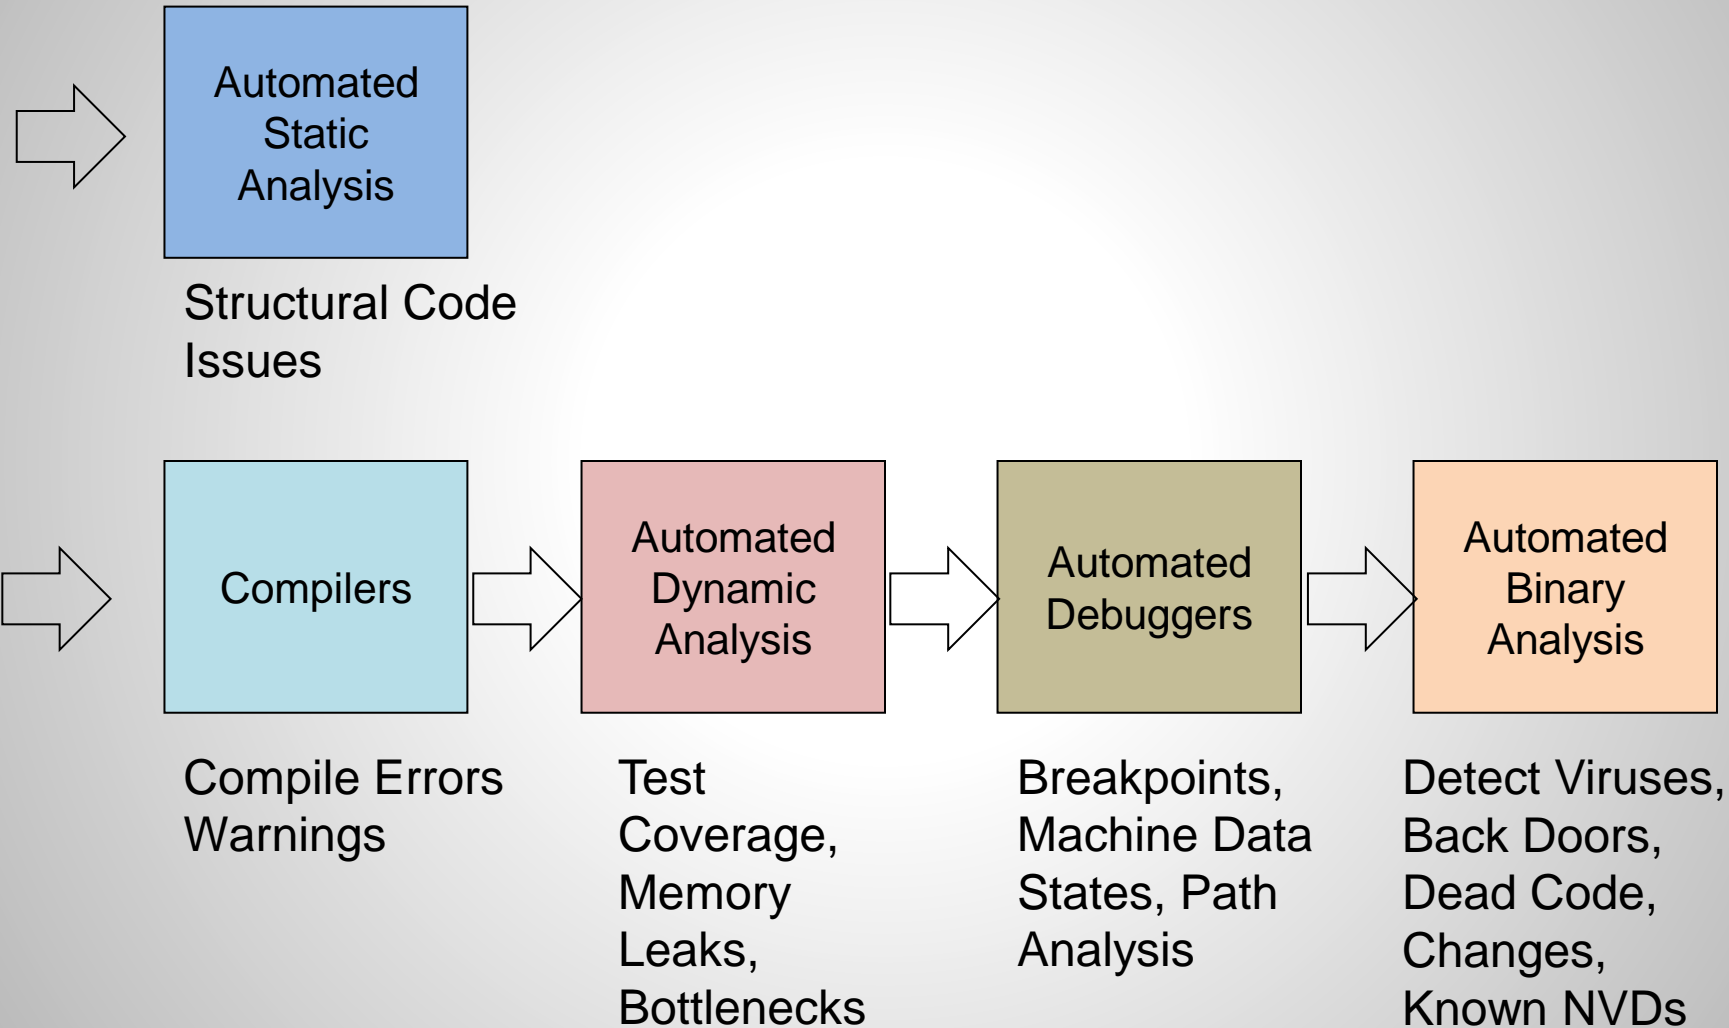 Automated
Static
Analysis
Structural Code
Issues
Compilers
Compile Errors
Warnings
Automated
Dynamic
Analysis
Test
Coverage,
Memory
Leaks,
Bottlenecks
Automated
Debuggers
Breakpoints,
Machine Data
States, Path
Analysis
Automated
Binary
Analysis
Detect Viruses,
Back Doors,
Dead Code,
Changes,
Known NVDs